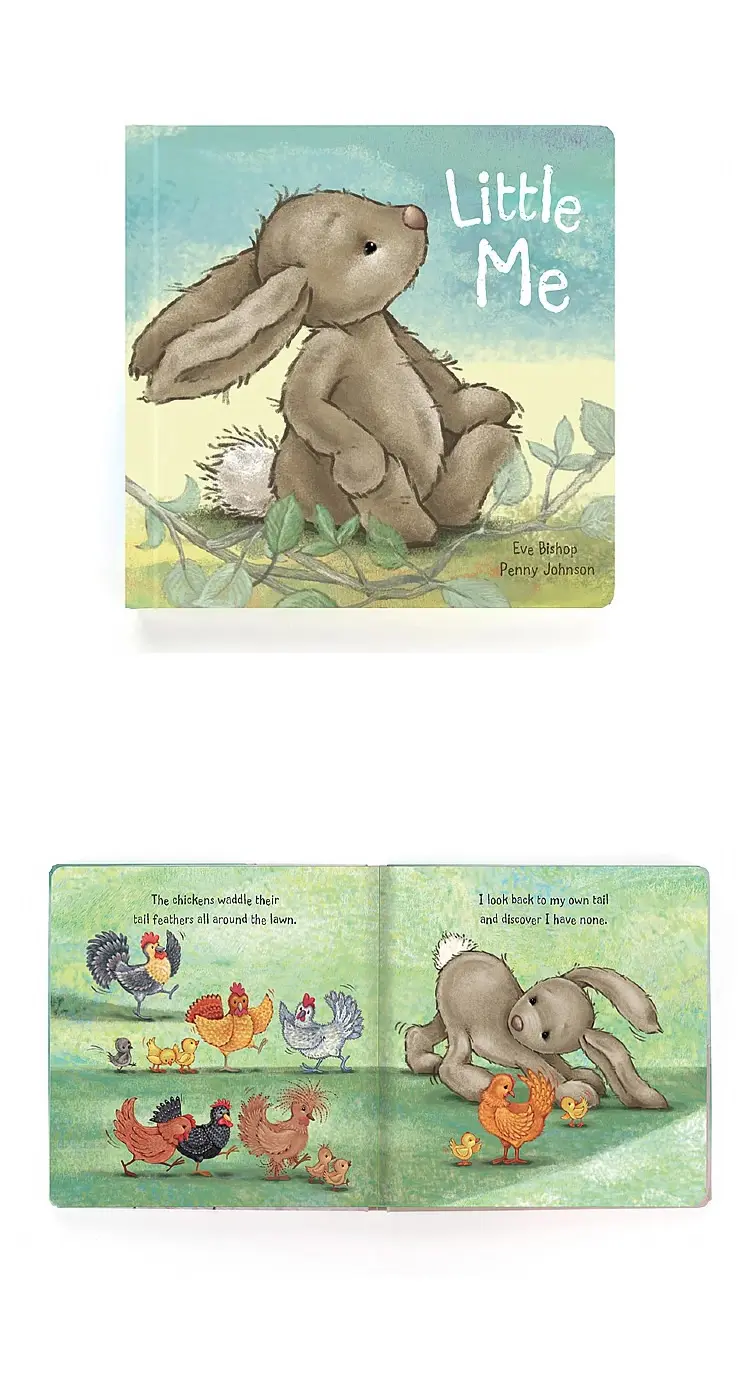 Little
Me
Eve Bishop
Penny Johnson
The chickens waddle their
tail feathers all around the lawn.
I look back to my own tail
and discover I have none.